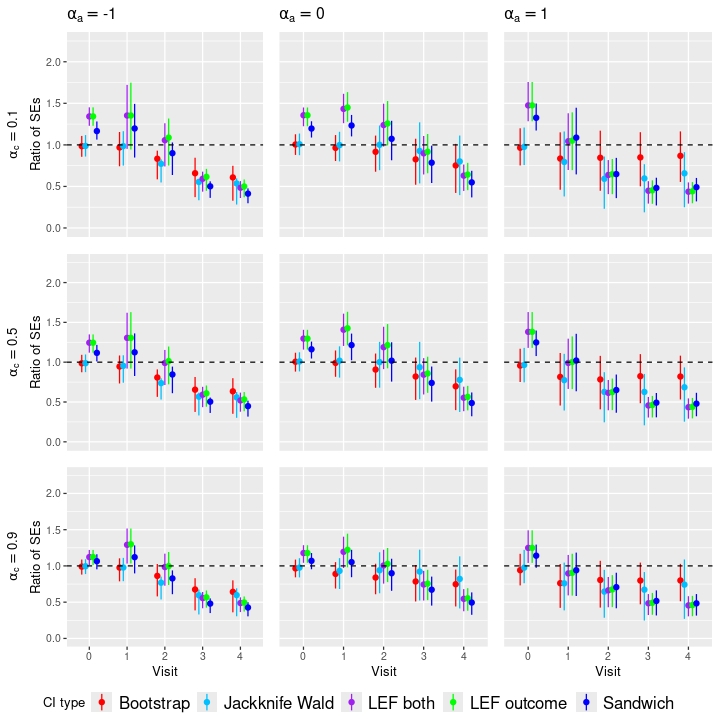 αa = -1
αa = 0
αa = 1
αc = 0.1
Ratio of SEs
2.0
1.5
1.0
0.5
0.0
αc = 0.5
Ratio of SEs
2.0
1.5
1.0
0.5
0.0
αc = 0.9
Ratio of SEs
2.0
1.5
1.0
0.5
0.0
0 1 2 3 4
0 1 2 3 4
0 1 2 3 4
Visit
Visit
Visit
CI type Bootstrap Jackknife Wald LEF both LEF outcome Sandwich